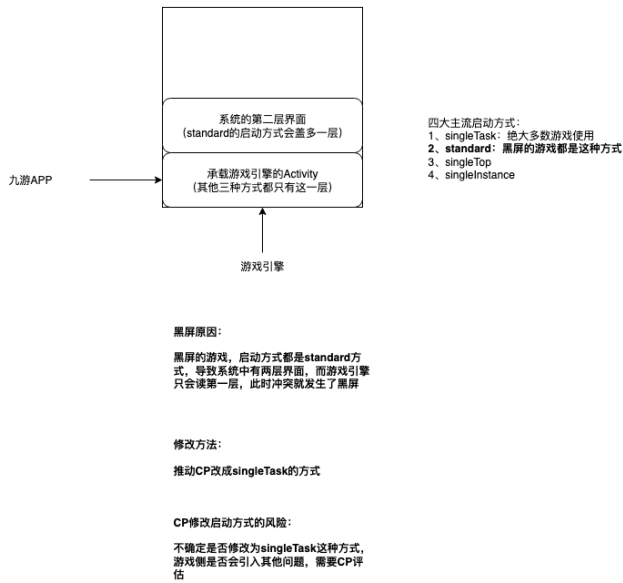 系统的第二层界面
(standard的启动方式会盖多一层)
承载游戏引擎的Activity
(其他三种方式都只有这一层)
九游APP
游戏引擎
四大主流启动方式：
1、singleTask：绝大多数游戏使用
2、standard：黑屏的游戏都是这种方式
3、singleTop
4、singleInstance
黑屏原因：
黑屏的游戏，启动方式都是standard方
式，导致系统中有两层界面，而游戏引擎
只会读第一层，此时冲突就发生了黑屏
修改方法：
推动CP改成singleTask的方式
CP修改启动方式的风险：
不确定是否修改为singleTask这种方式，
游戏侧是否会引入其他问题，需要CP评
估